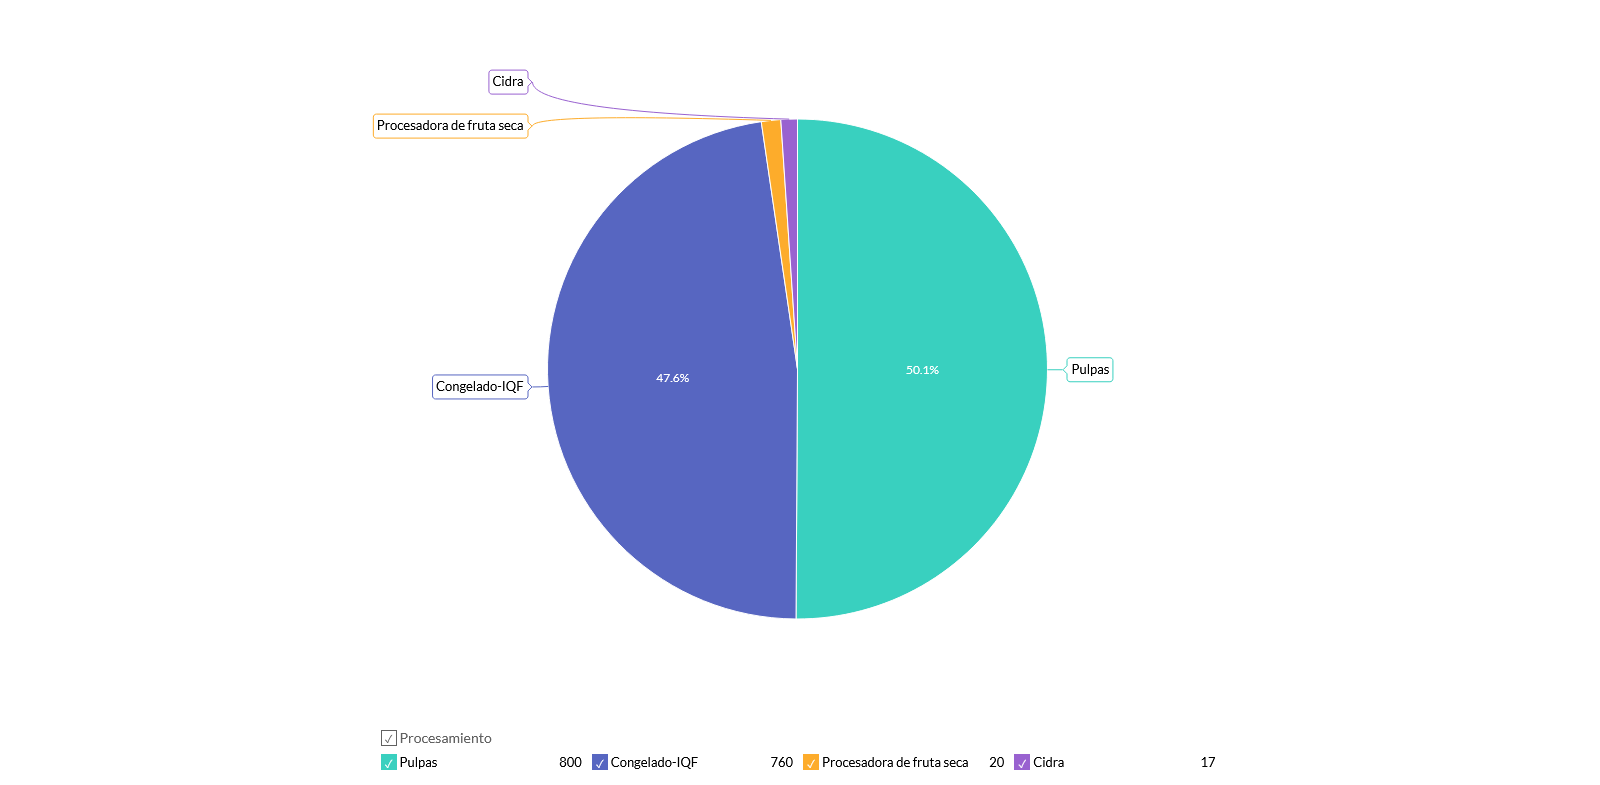 Cidra
Procesadora de fruta seca
Congelado-IQF
47.6%
50.1%
Pulpas
Procesamiento
Pulpas 800 Congelado-IQF 760 Procesadora de fruta seca 20 Cidra 17